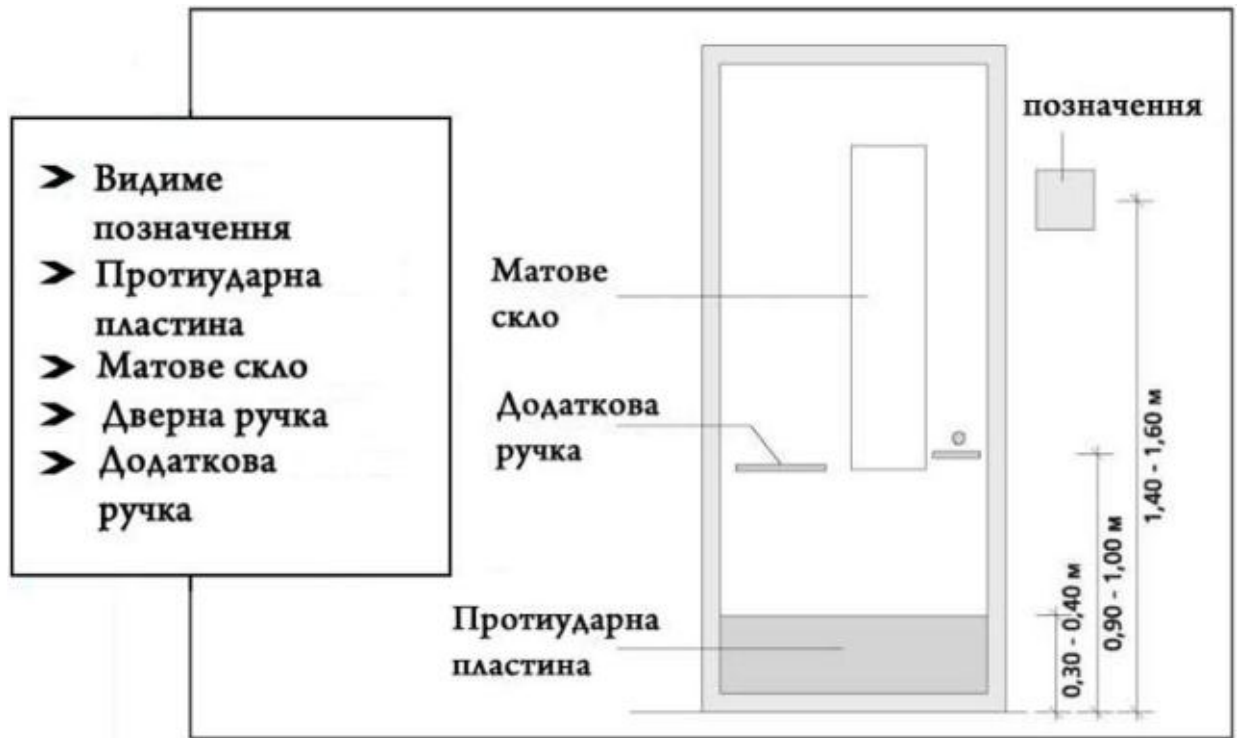 Видиме
позначення
Протиударна
пластина
Матове скло
Дверна ручка
Додаткова
ручка
позначення
Матове
скло
Додаткова
ручка
Протиударна
пластина
0,30 - 0,40 м
0,90 - 1,00 м
1,40 - 1,60 м